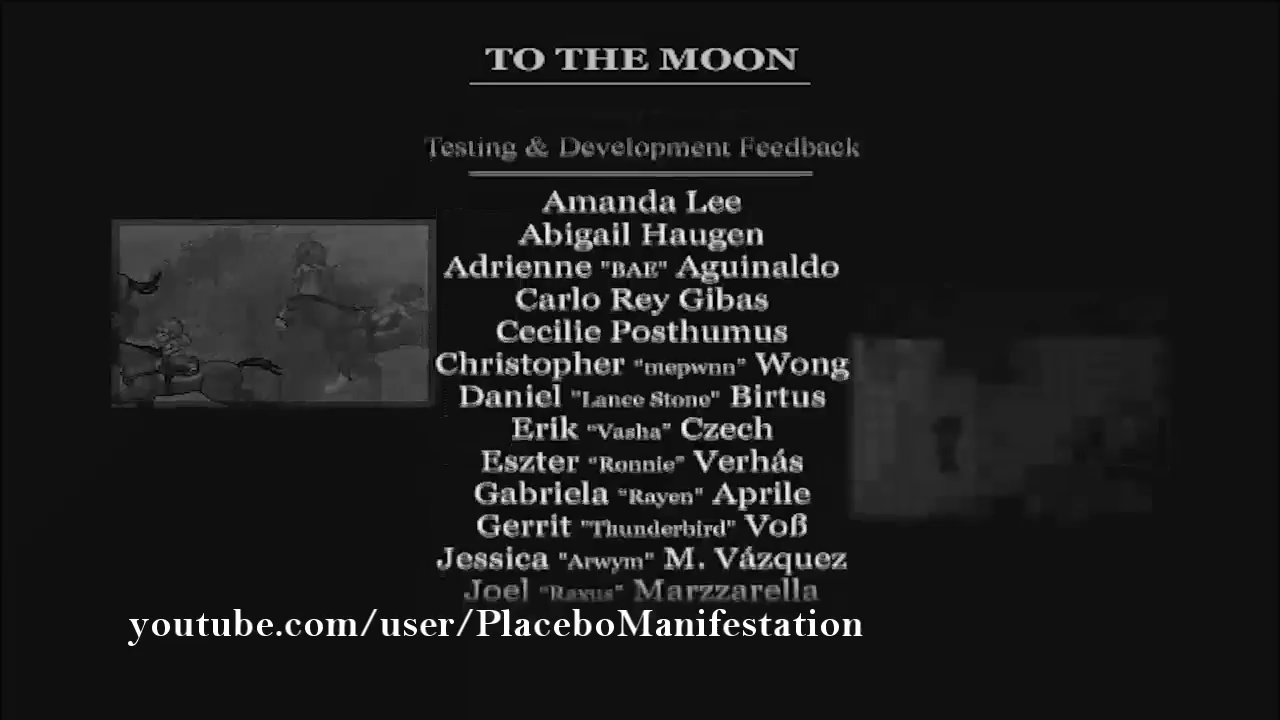 TO THE MOON
Testing & Development Feedback
Amanda Lee
Abigail Haugen
Adrienne "BAE" Aguinaldo
Carlo Rey Gibas
Cecilie Posthumus
Christopher "mepwnn" Wong
Daniel "Lance Stone" Birtus
Erik "Vasha" Czech
Eszter "Ronnie" Verhás
Gabriela "Rayen" Aprile
Gerrit "Thunderbird" Voß
Jessica "Arwym" M. Vázquez
Joel "Raxus" Marzzarella
youtube.com/user/PlaceboManifestation